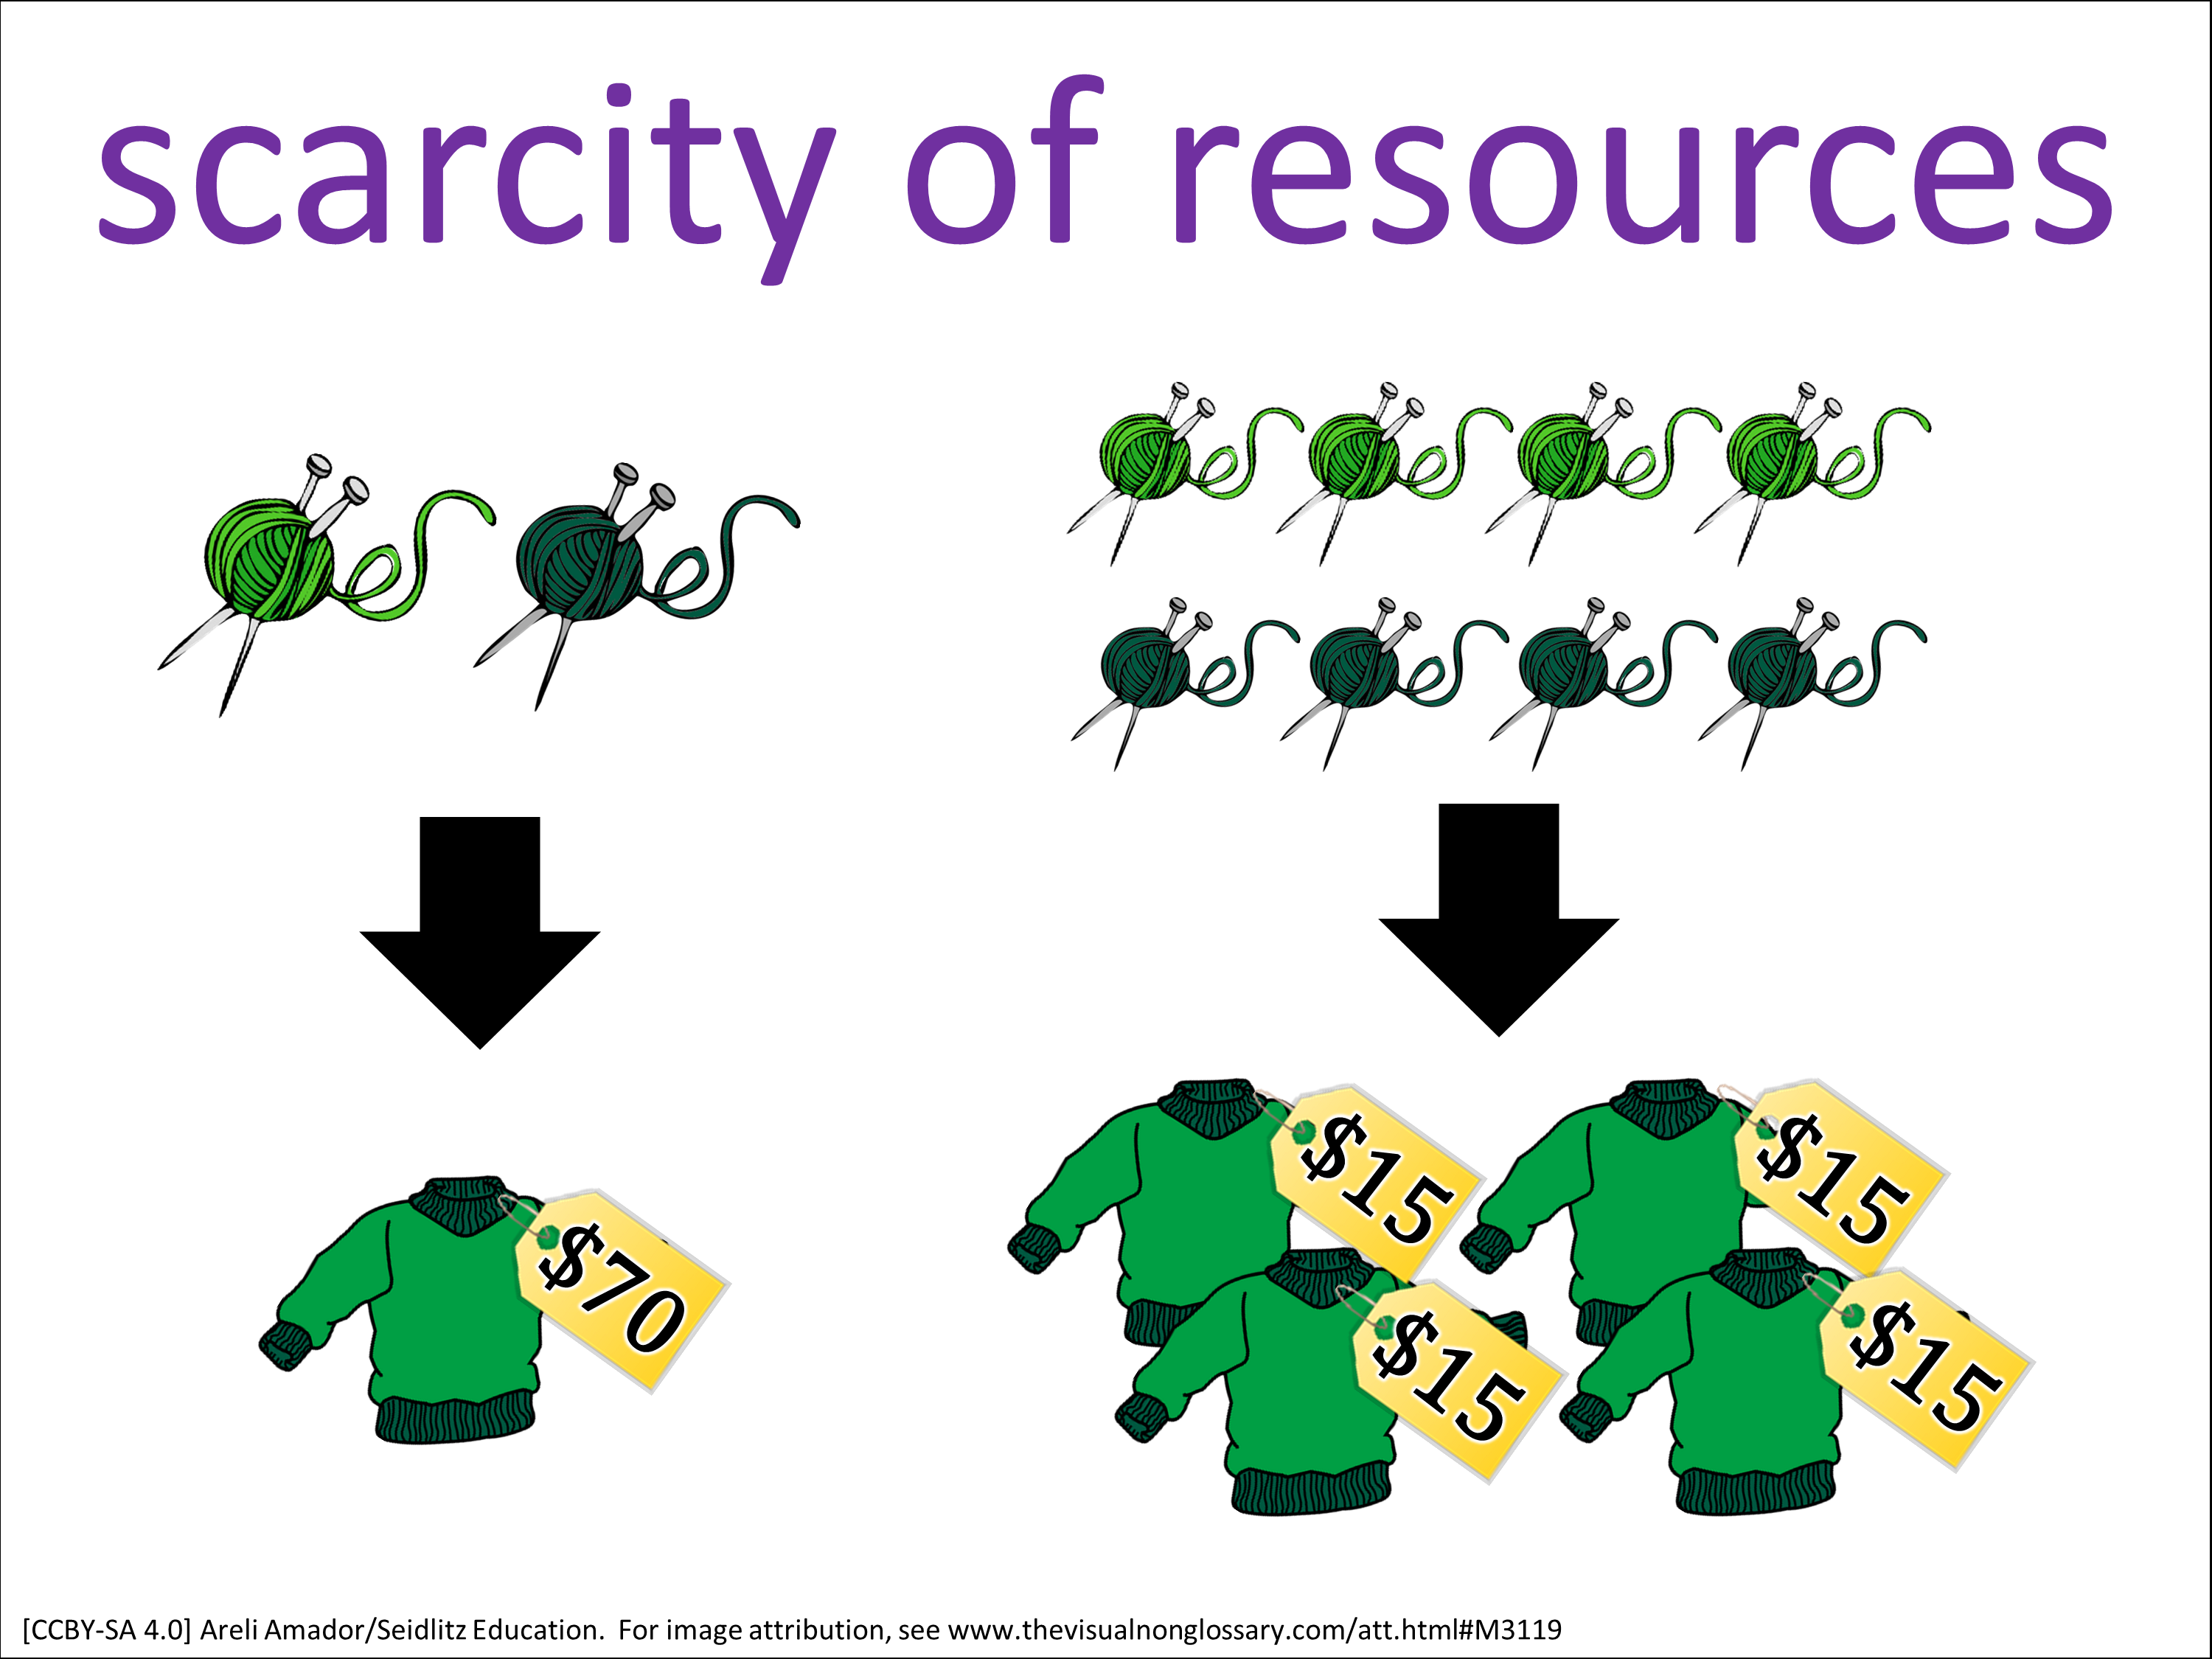 scarcity of resources
$70
$15
$15
$15
$15
[CCBY-SA 4.0] Areli Amador/Seidlitz Education.  For image attribution, see www.thevisualnonglossary.com/att.html#M3119